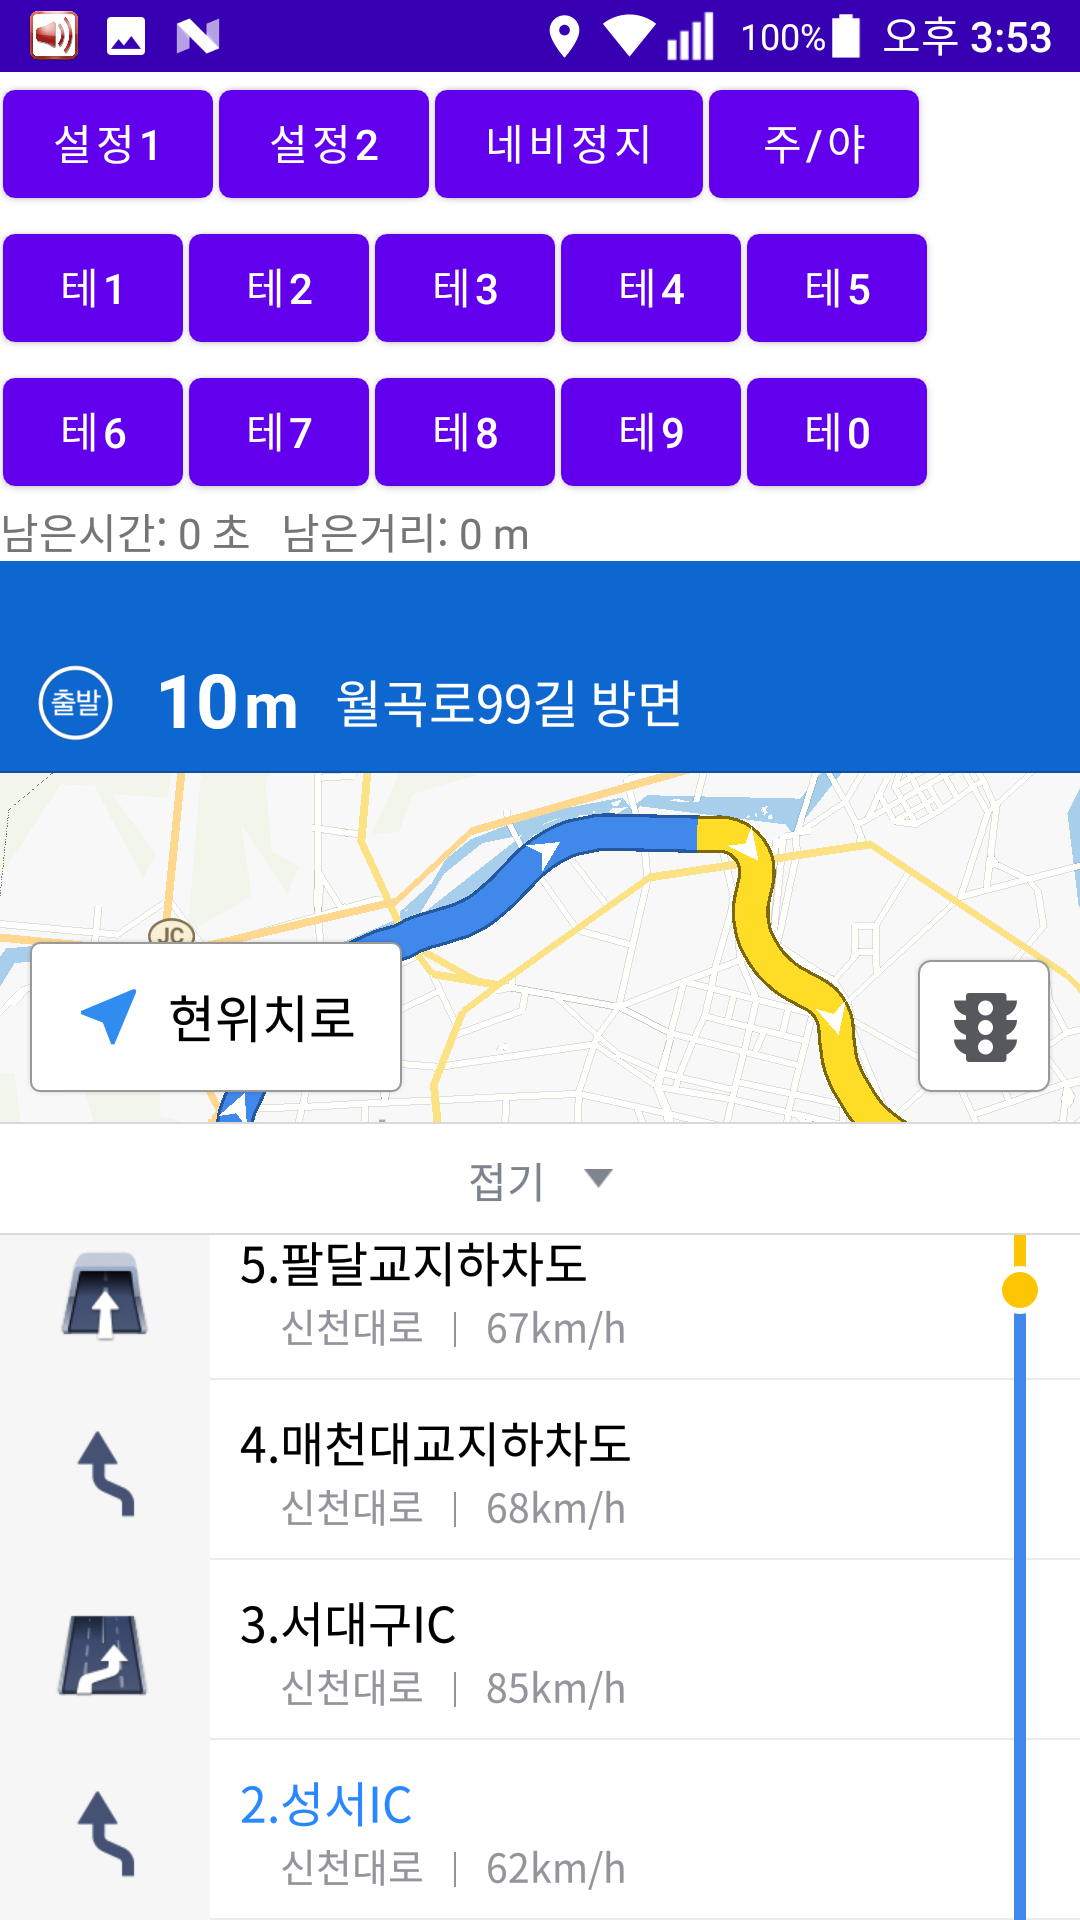 100% 오후 3:53
설정1 설정2 네비정지 주/야
테1 테2 테3 테4 테5
테6 테7 테8 테9 테0
남은시간: 0 초 남은거리: 0 m
출발 10m 월곡로99길 방면
JC
현위치로
접기
5.팔달교지하차도
신천대로 | 67km/h
4.매천대교지하차도
신천대로 | 68km/h
3.서대구IC
신천대로 | 85km/h
2.성서IC
신천대로 | 62km/h